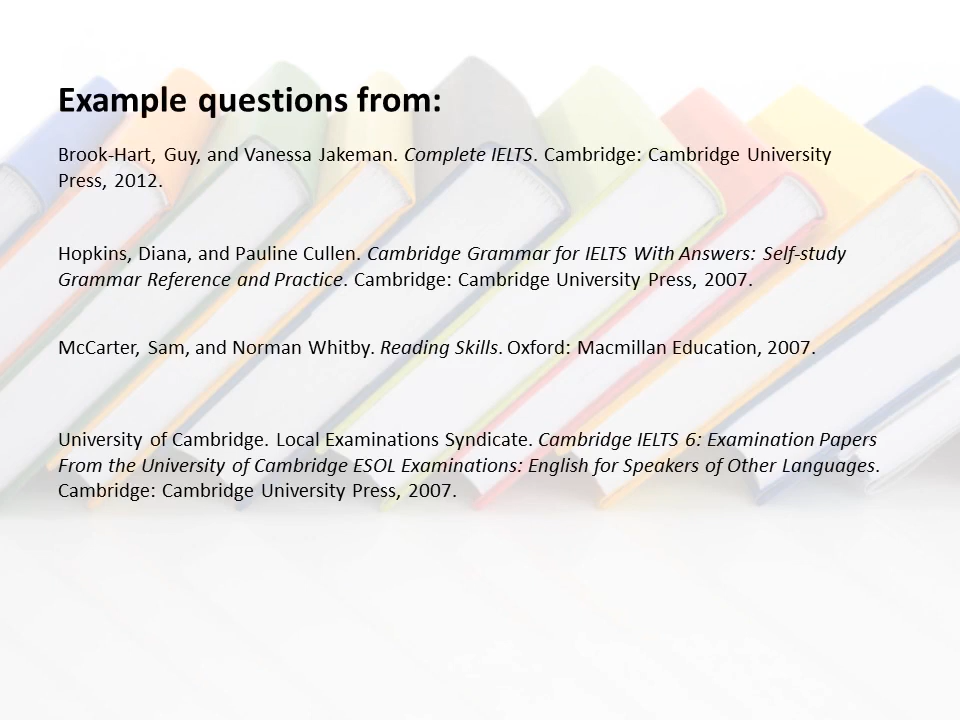 Example questions from:
Brook-Hart, Guy, and Vanessa Jakeman. Complete IELTS. Cambridge: Cambridge University
Press, 2012.
Hopkins, Diana, and Pauline Cullen. Cambridge Grammar for IELTS With Answers: Self-study
Grammar Reference and Practice. Cambridge: Cambridge University Press, 2007.
McCarter, Sam, and Norman Whitby. Reading Skills. Oxford: Macmillan Education, 2007.
University of Cambridge. Local Examinations Syndicate. Cambridge IELTS 6: Examination Papers
From the University of Cambridge ESOL Examinations: English for Speakers of Other Languages.
Cambridge: Cambridge University Press, 2007.